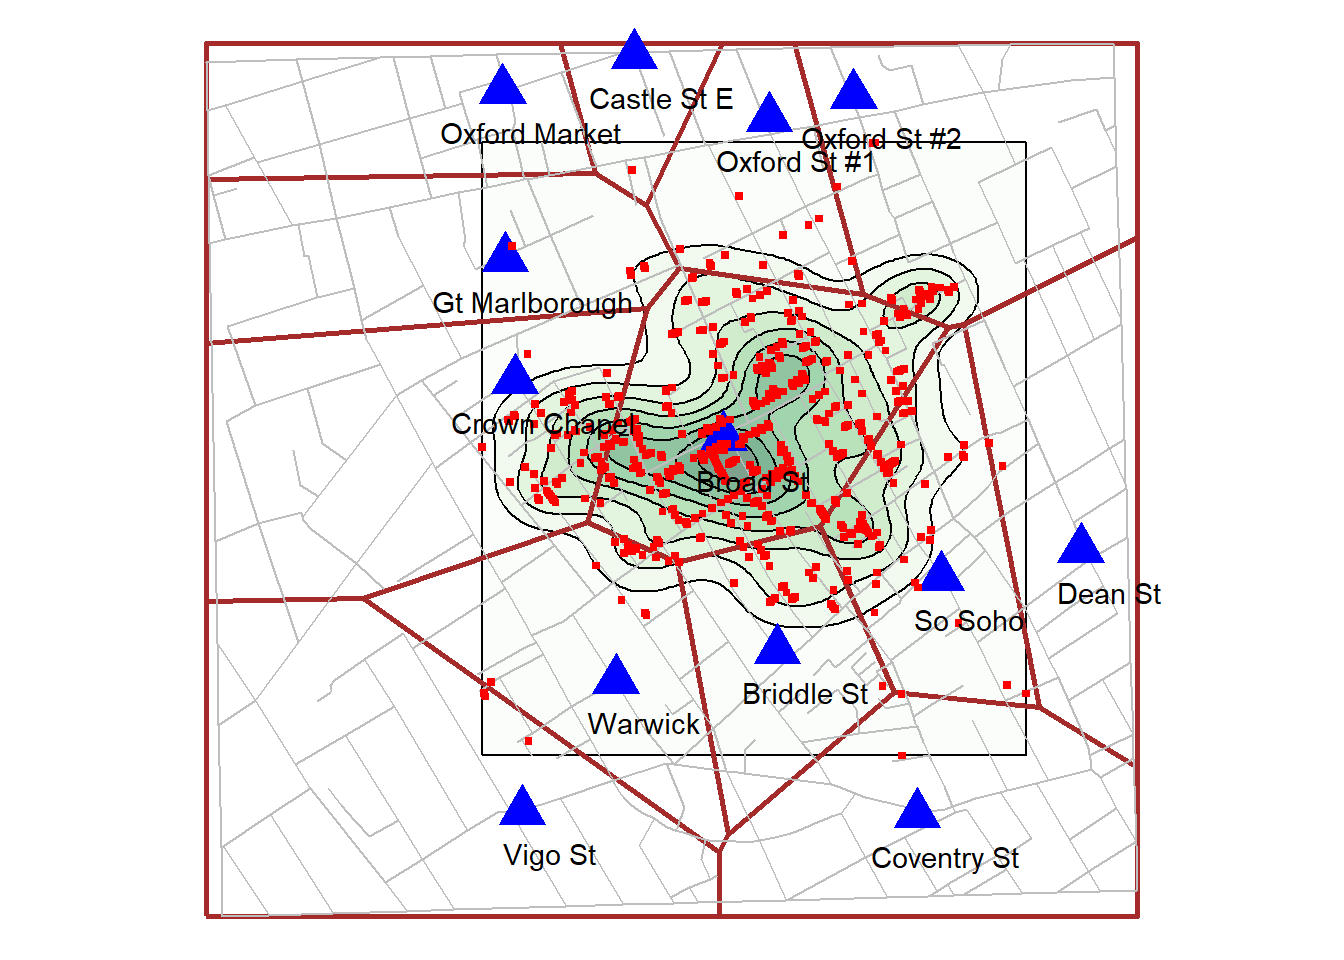 Castle St E
Oxford Market
Oxford St #2
Oxford St #1
Gt Marlborough
Crown Chapel
Broad St
Dean St
So Soho
Briddle St
Warwick
Vigo St
Coventry St